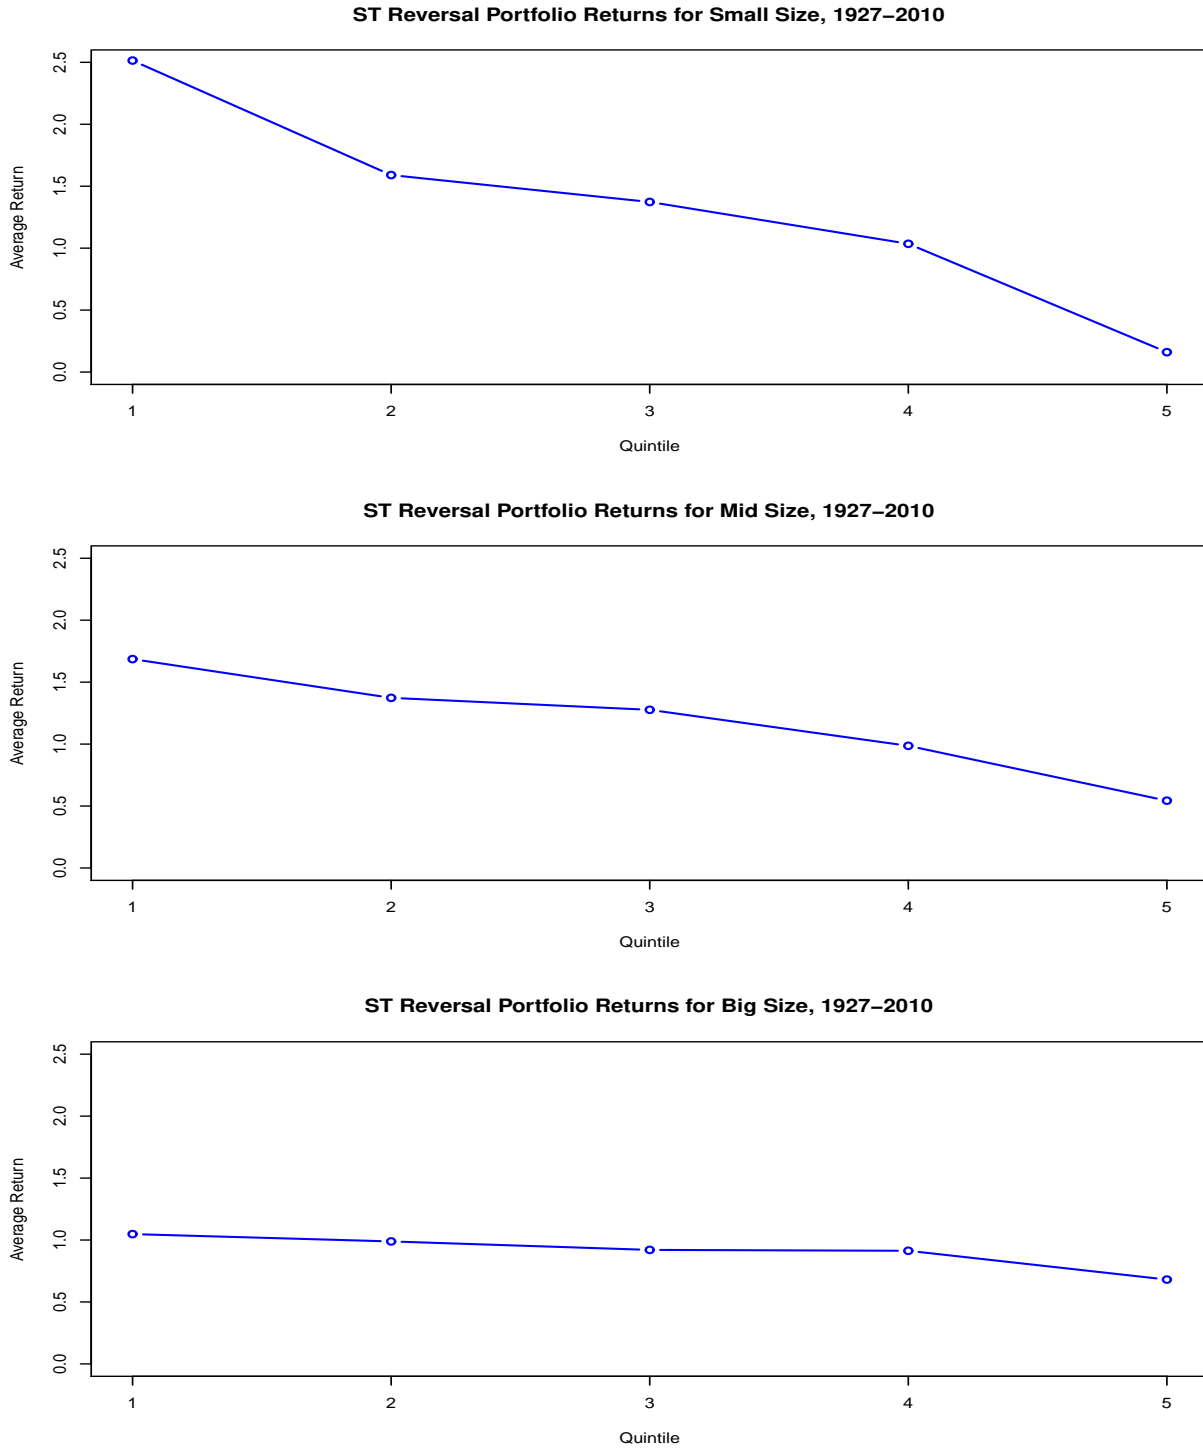 ST Reversal Portfolio Returns for Small Size, 1927−2010
Average Return
2.5
2.0
1.5
1.0
0.5
0.0
1 2 3 4 5
Quintile
ST Reversal Portfolio Returns for Mid Size, 1927−2010
Average Return
2.5
2.0
1.5
1.0
0.5
0.0
1 2 3 4 5
Quintile
ST Reversal Portfolio Returns for Big Size, 1927−2010
Average Return
2.5
2.0
1.5
1.0
0.5
0.0
1 2 3 4 5
Quintile